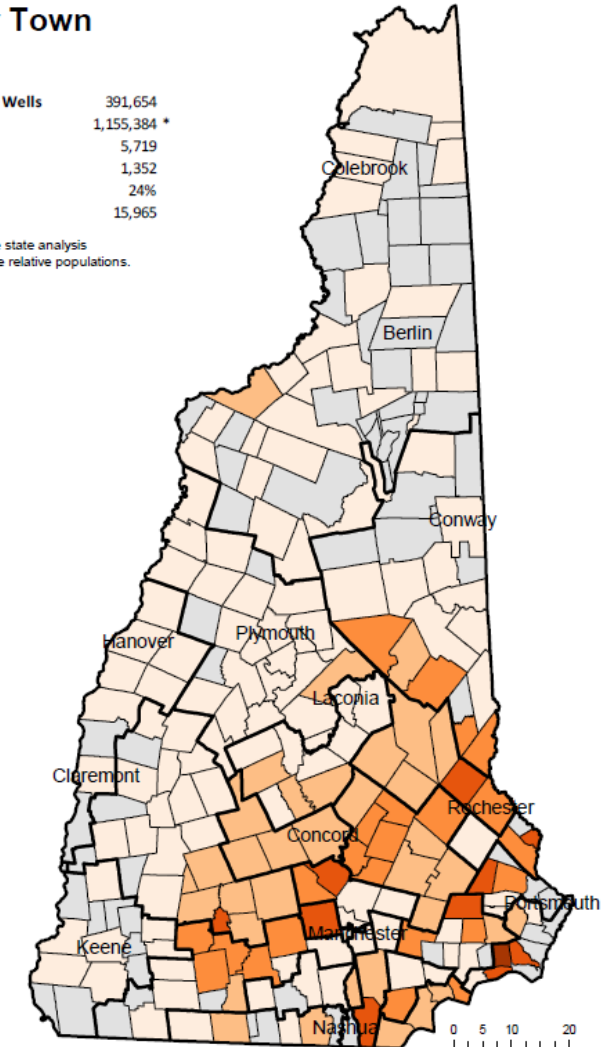 Town
Wells 391,654
1,155,384 *
5,719
1,352
24%
15,965
state analysis
relative populations.
Colebrook
Berlin
Conway
Hanover
Plymouth
Laconia
Claremont
Rochester
Concord
Portsmouth
Keene
Manchester
Nashua
0 5 10 20